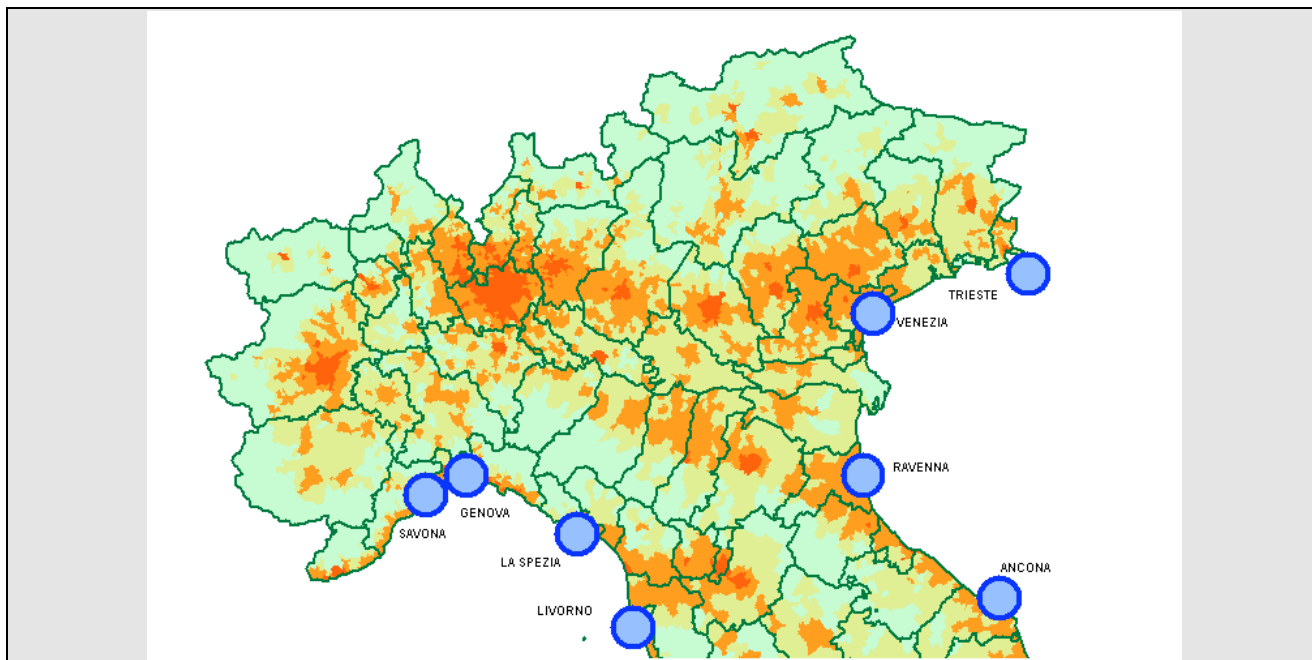 TRIESTE
VENEZIA
RAVENNA
GENOVA
SAVONA
LA SPEZIA
ANCONA
LIVORNO